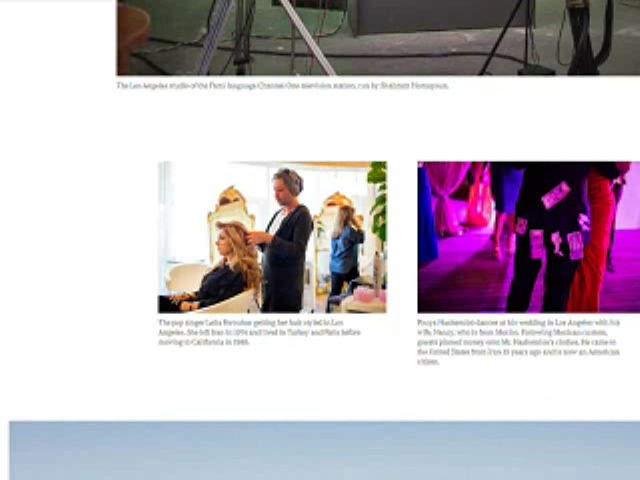 The Los Angeles studio of the Farsi-language Channel One television station, run by Shahram Homayoun.
The pop singer Leila Forouhar getting her hair styled in Los
Angeles. She left Iran in and lived in Turkey and Paris before
moving to California in
Pouya Hashemloo dances at his wedding in Los Angeles with his
wife, Nancy, who is from Mexico. Following Mexican custom,
guests pinned money onto Mr. Hashemloo's clothes. He came to
the United States from Iran years ago and is now an American
citizen.